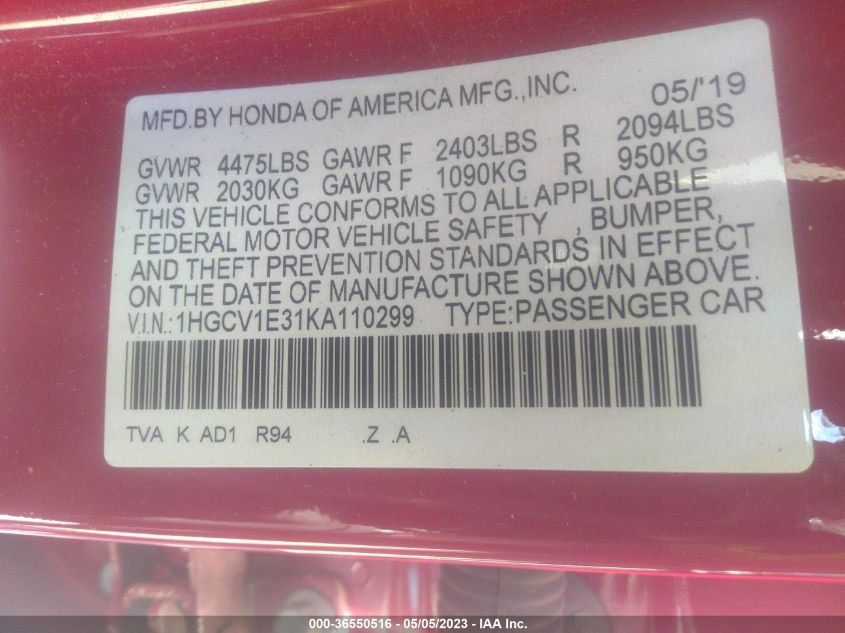 MFD.BY HONDA OF AMERICA MFG.,INC. 05/'19
GVWR 4475LBS GAWR F 2403LBS R 2094LBS
GVWR 2030KG GAWR F 1090KG R 950KG
THIS VEHICLE CONFORMS TO ALL APPLICABLE
FEDERAL MOTOR VEHICLE SAFETY , BUMPER,
AND THEFT PREVENTION STANDARDS IN EFFECT
ON THE DATE OF MANUFACTURE SHOWN ABOVE.
V.I.N.:1HGCV1E31KA110299 TYPE:PASSENGER CAR
TVA K AD1 R94 .Z .A
000-36550516 - 05/05/2023 - IAA Inc.